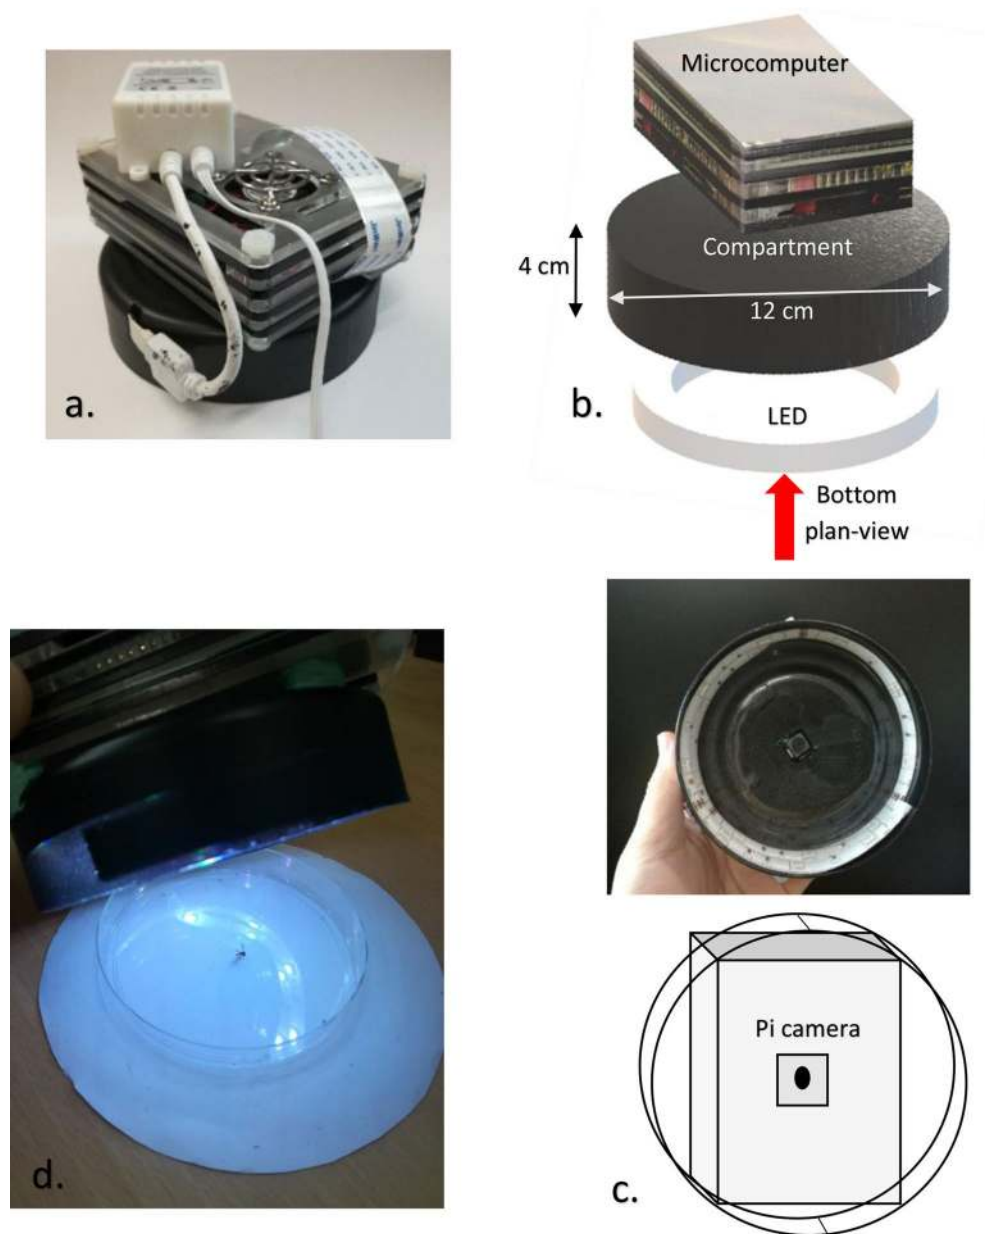 Microcomputer
Compartment
4 cm
12 cm
a.
b.
LED
Bottom
plan-view
Pi camera
d.
c.